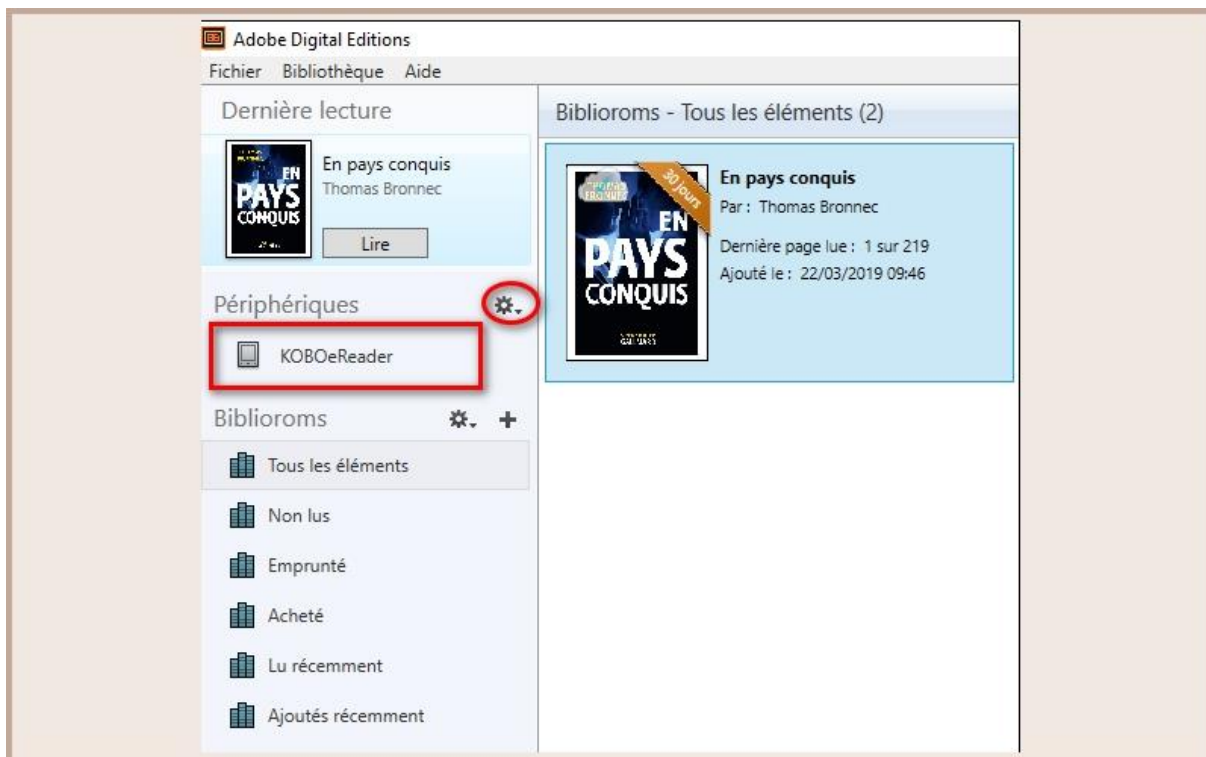 Adobe Digital Editions
Fichier Bibliothèque Aide
Dernière lecture
En pays conquis
Thomas Bronnec
Lire
EN
PAYS
CONQUIS
Périphériques
KOBOeReader
Biblioroms
Tous les éléments
Non lus
Emprunté
Acheté
Lu récemment
Ajoutés récemment
Biblioroms - Tous les éléments (2)
THOMAS
BRONNEC
EN
PAYS
CONQUIS
GALLIMARD
30 jours
En pays conquis
Par : Thomas Bronnec
Dernière page lue : 1 sur 219
Ajouté le : 22/03/2019 09:46